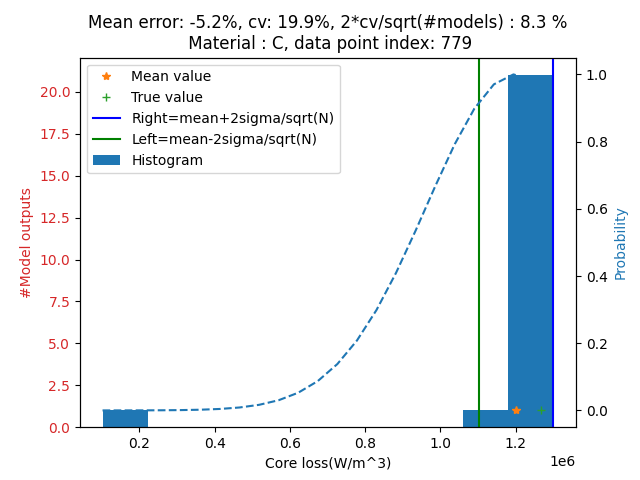 Mean error: -5.2%, cv: 19.9%, 2*cv/sqrt(#models) : 8.3 %
Material : C, data point index: 779
Mean value
True value
Right=mean+2sigma/sqrt(N)
Left=mean-2sigma/sqrt(N)
Histogram
#Model outputs
20.0
17.5
15.0
12.5
10.0
7.5
5.0
2.5
0.0
1.0
0.8
0.6
0.4
0.2
0.0
Probability
0.2
0.4
0.6
0.8
1.0
1.2
1e6
Core loss(W/m^3)